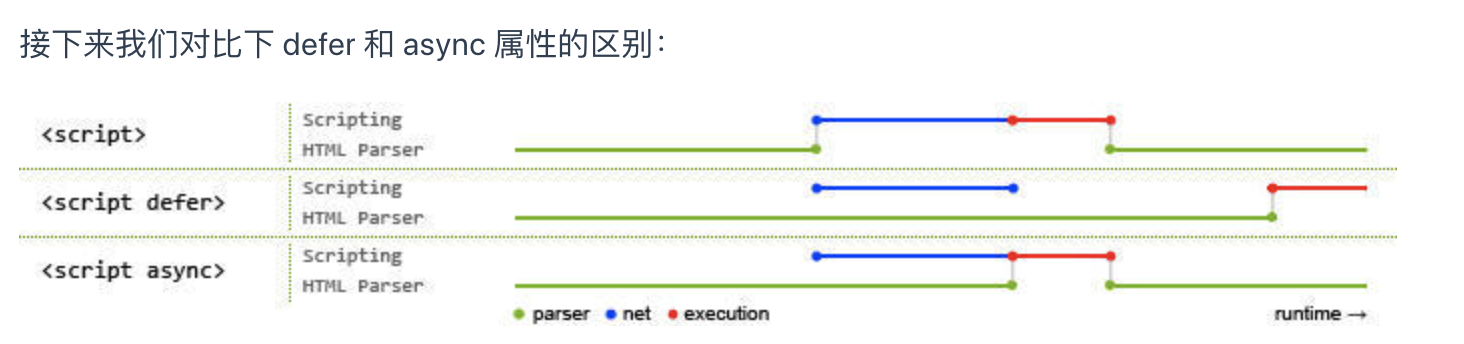 接下来我们对比下 defer 和 async 属性的区别：
<script>
Scripting
HTML Parser
<script defer>
Scripting
HTML Parser
<script async>
Scripting
HTML Parser
parser net execution runtime →